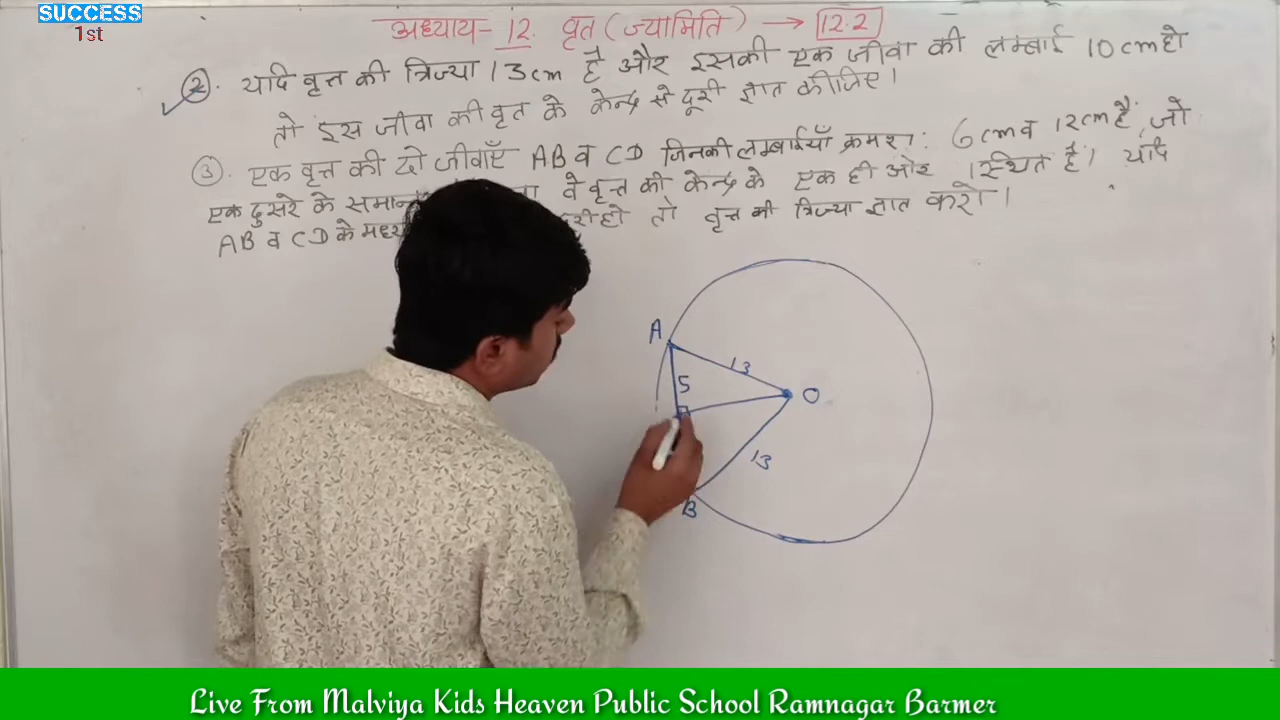 SUCCESS
1st
अध्याय-12. वृत (ज्यामिति) → 12.2
②. यदि वृत्त की त्रिज्या 13cm है और इसकी एक जीवा की लम्बाई 10cm हो
तो इस जीवा की वृत के केन्द्र से दूरी ज्ञात कीजिए।
③. एक वृत्त की दो जीवाएँ AB व CD जिनकी लम्बाईयाँ क्रमश: 6cm व 12cm है, जो
एक दुसरे के वे वृत्त की केन्द्र के एक ही ओर स्थित है। यदि
AB व CD के तो वृत्त की त्रिज्या ज्ञात करो।
A
13
5
O
13
B
Live From Malviya Kids Heaven Public School Ramnagar Barmer